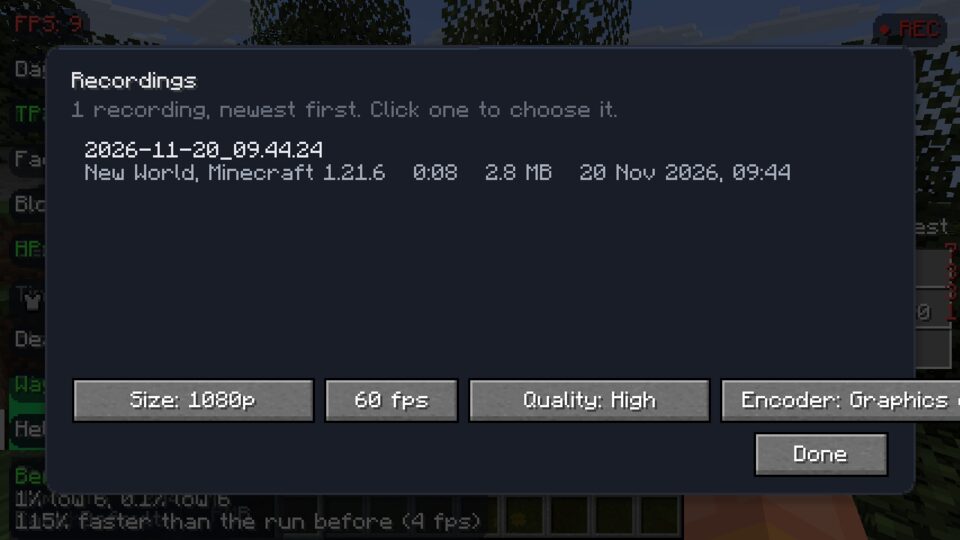 FPS: 9
REC
Recordings
1 recording, newest first. Click one to choose it.
2026-11-20_09.44.24
New World, Minecraft 1.21.6 0:08 2.8 MB 20 Nov 2026, 09:44
Size: 1080p 60 fps Quality: High Encoder: Graphics
Done
1% low 6, 0.1% low 6
115% faster than the run before (4 fps)